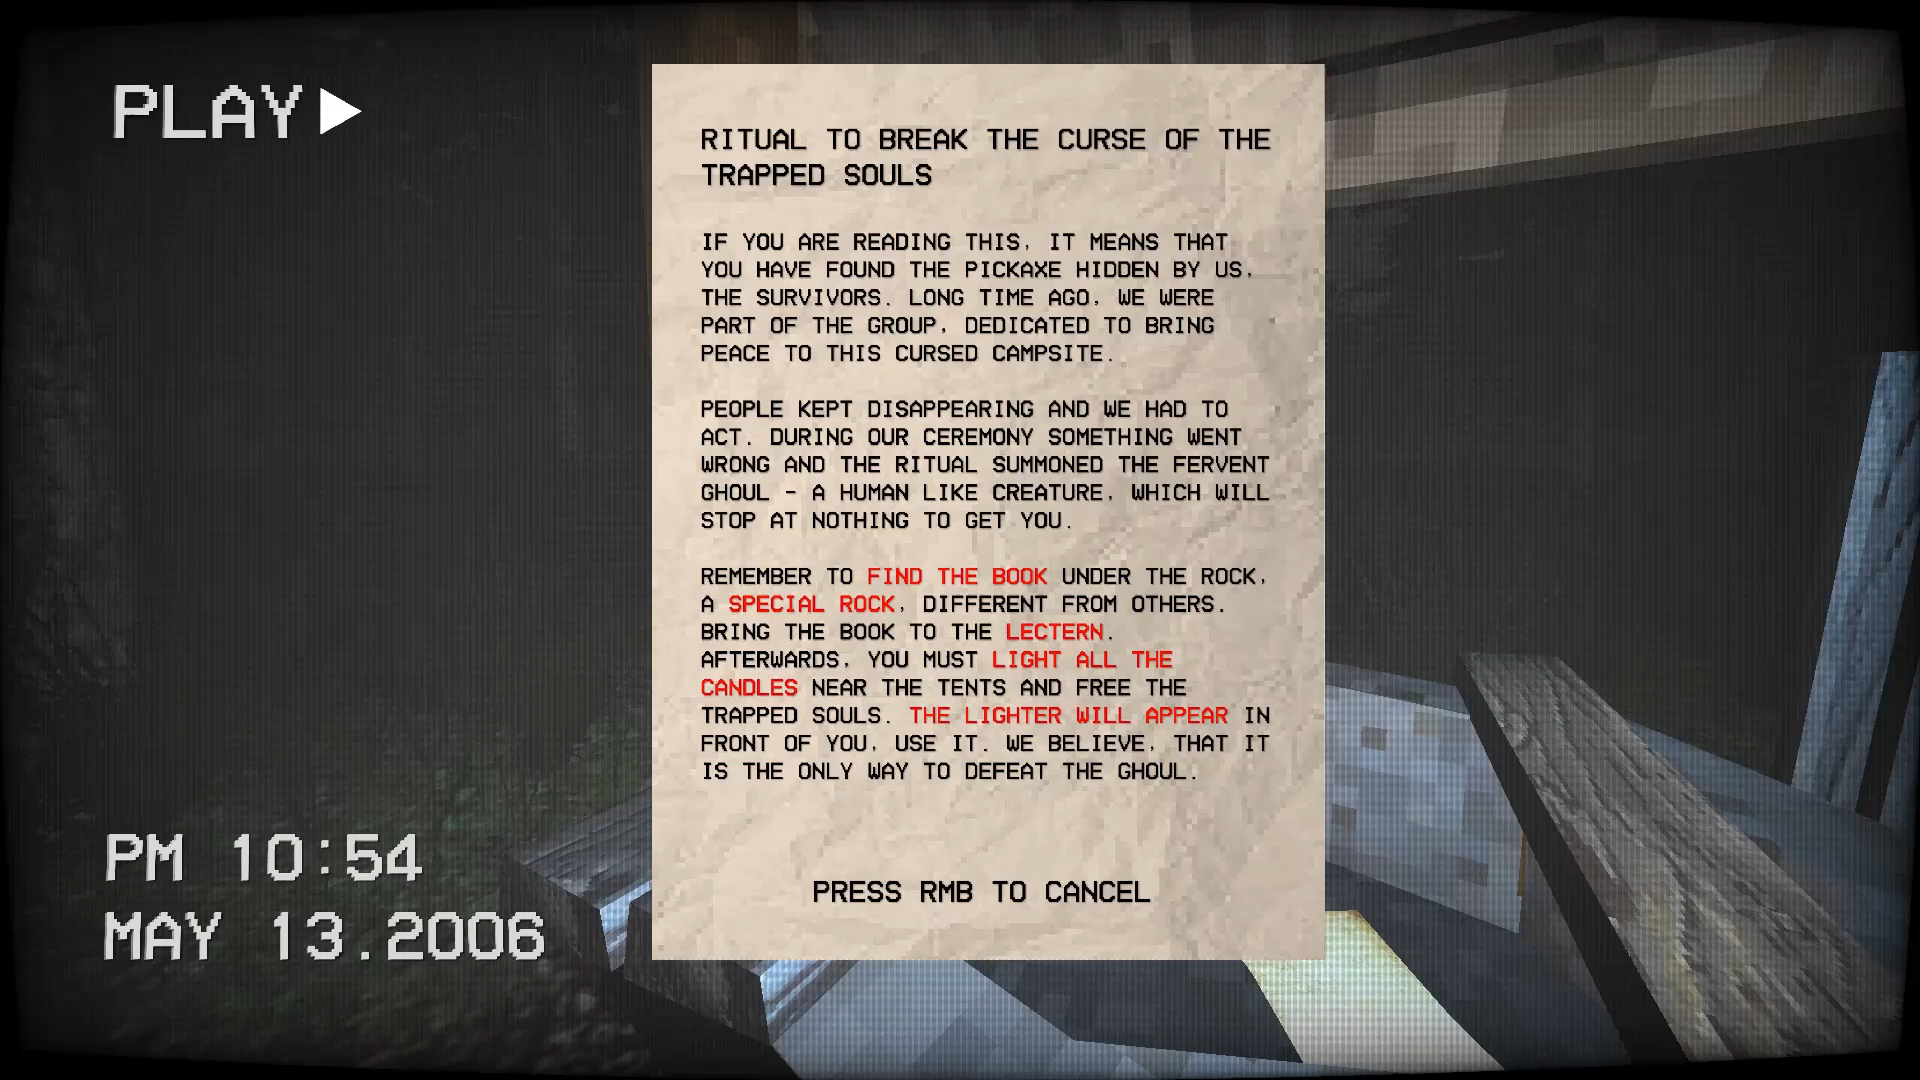 PLAY
RITUAL TO BREAK THE CURSE OF THE
TRAPPED SOULS
IF YOU ARE READING THIS, IT MEANS THAT
YOU HAVE FOUND THE PICKAXE HIDDEN BY US,
THE SURVIVORS. LONG TIME AGO, WE WERE
PART OF THE GROUP, DEDICATED TO BRING
PEACE TO THIS CURSED CAMPSITE.
PEOPLE KEPT DISAPPEARING AND WE HAD TO
ACT. DURING OUR CEREMONY SOMETHING WENT
WRONG AND THE RITUAL SUMMONED THE FERVENT
GHOUL - A HUMAN LIKE CREATURE, WHICH WILL
STOP AT NOTHING TO GET YOU.
REMEMBER TO FIND THE BOOK UNDER THE ROCK,
A SPECIAL ROCK, DIFFERENT FROM OTHERS.
BRING THE BOOK TO THE LECTERN.
AFTERWARDS, YOU MUST LIGHT ALL THE
CANDLES NEAR THE TENTS AND FREE THE
TRAPPED SOULS. THE LIGHTER WILL APPEAR IN
FRONT OF YOU, USE IT. WE BELIEVE, THAT IT
IS THE ONLY WAY TO DEFEAT THE GHOUL.
PRESS RMB TO CANCEL
PM 10:54
MAY 13.2006